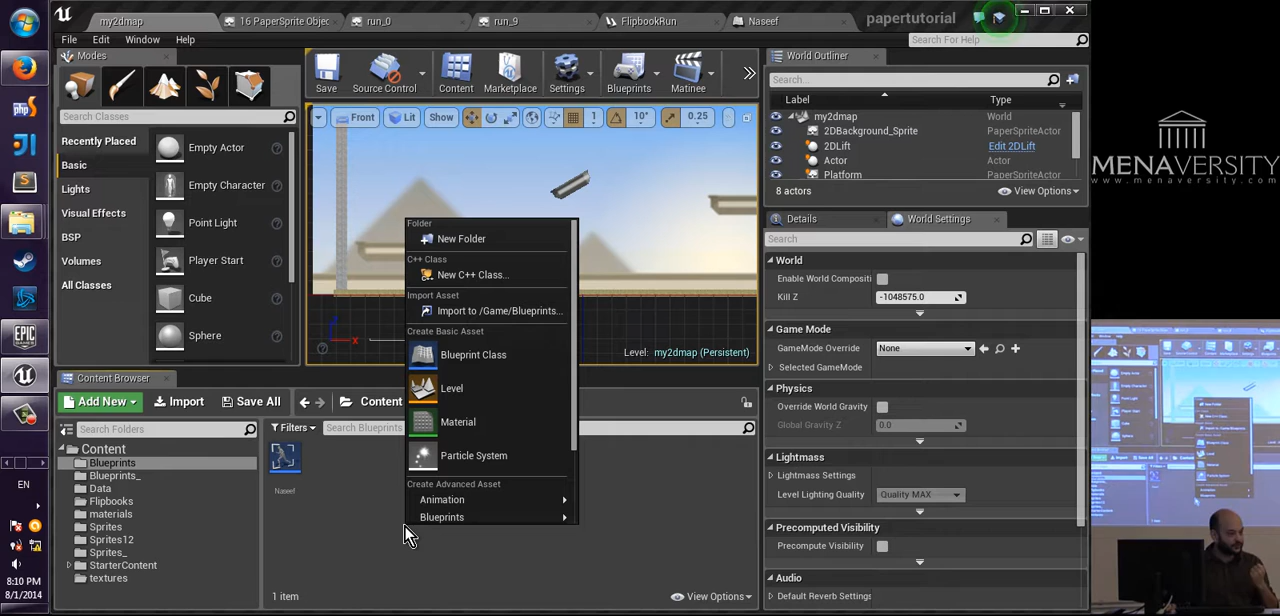 my2dmap
16 PaperSprite Objec
run_0
run_9
FlipbookRun
Naseef
papertutorial
File
Edit
Window
Help
Search For Help
Modes
Search Classes
Recently Placed
Basic
Lights
Visual Effects
BSP
Volumes
All Classes
Empty Actor
Empty Character
Point Light
Player Start
Cube
Sphere
Save
Source Control
Content
Marketplace
Settings
Blueprints
Matinee
Front
Lit
Show
1
10°
0.25
x
Level: my2dmap (Persistent)
World Outliner
Search...
Label
Type
my2dmap
World
2DBackground_Sprite
PaperSpriteActor
2DLift
Edit 2DLift
Actor
Actor
Platform
PaperSpriteActor
8 actors
View Options
Details
World Settings
Search
World
Enable World Compositi
Kill Z
-1048575.0
Game Mode
GameMode Override
None
Selected GameMode
Physics
Override World Gravity
Global Gravity Z
0.0
Lightmass
Lightmass Settings
Level Lighting Quality
Quality MAX
Precomputed Visibility
Precompute Visibility
Audio
Default Reverb Settings
Folder
New Folder
C++ Class
New C++ Class...
Import Asset
Import to /Game/Blueprints...
Create Basic Asset
Blueprint Class
Level
Material
Particle System
Create Advanced Asset
Animation
Blueprints
Content Browser
Add New
Import
Save All
Content
Search Folders
Filters
Search Blueprints
Content
Blueprints
Blueprints_
Data
Flipbooks
materials
Sprites
Sprites12
Sprites_
StarterContent
textures
Naseef
1 item
View Options
EN
8:10 PM
8/1/2014
PS
EPIC
GAMES
MENAVERSITY
www.menaversity.com